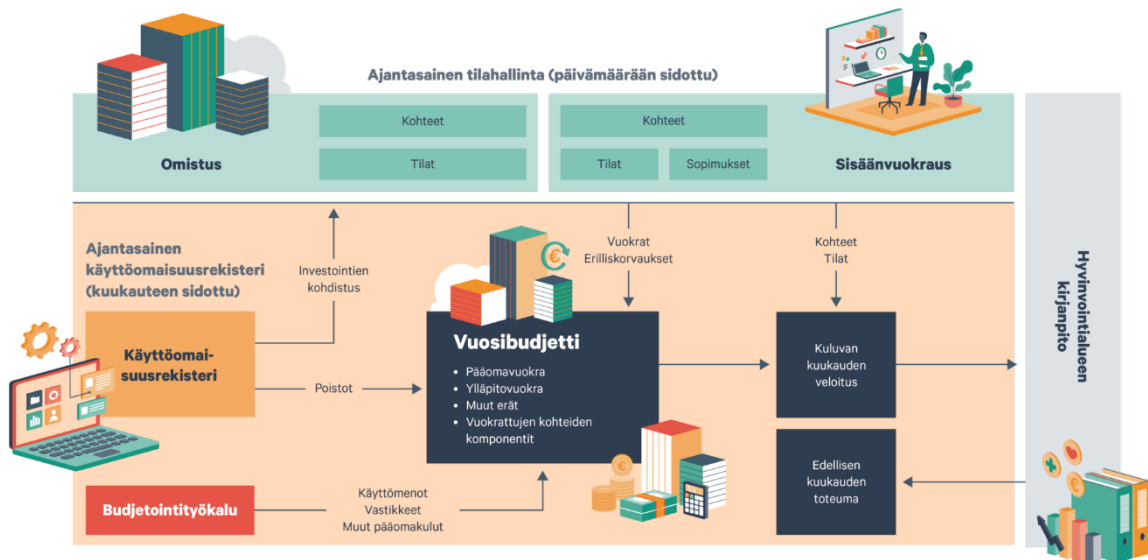 Ajantasainen tilahallinta (päivämäärään sidottu)
Omistus
Kohteet
Tilat
Kohteet
Tilat
Sopimukset
Sisäänvuokraus
Ajantasainen
käyttöomaisuusrekisteri
(kuukauteen sidottu)
Investointien
kohdistus
Vuokrat
Erilliskorvaukset
Kohteet
Tilat
Käyttömai-
suusrekisteri
Poistot
Vuosibudjetti
• Pääomavuokra
• Ylläpitovuokra
• Muut erät
• Vuokrattujen kohteiden
komponentit
Kuluvan
kuukauden
veloitus
Edellisen
kuukauden
toteuma
Budjetointityökalu
Käyttömenot
Vastikkeet
Muut pääomakulut
Hyvinvointialueen
kirjanpito